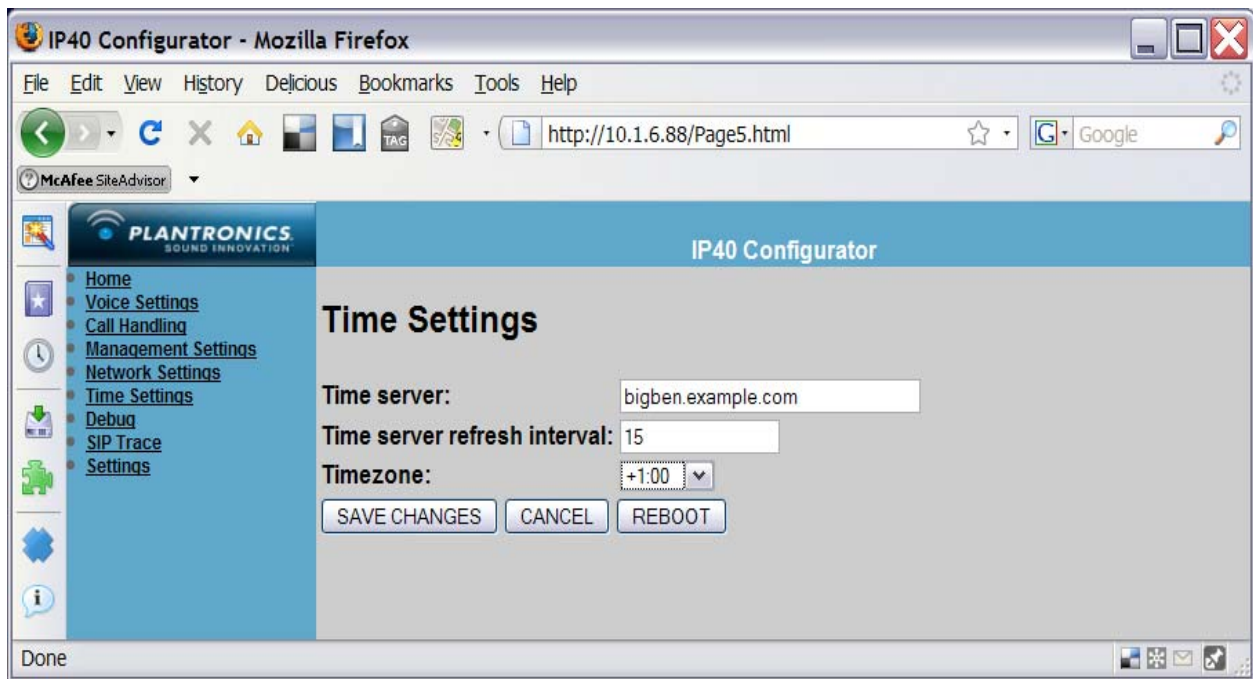 IP40 Configurator - Mozilla Firefox
File Edit View History Delicious Bookmarks Tools Help
TAG http://10.1.6.88/Page5.html G Google
McAfee SiteAdvisor
PLANTRONICS
SOUND INNOVATION
IP40 Configurator
Home
Voice Settings
Call Handling
Management Settings
Network Settings
Time Settings
Debug
SIP Trace
Settings
Time Settings
Time server: bigben.example.com
Time server refresh interval: 15
Timezone: +1:00
SAVE CHANGES CANCEL REBOOT
Done